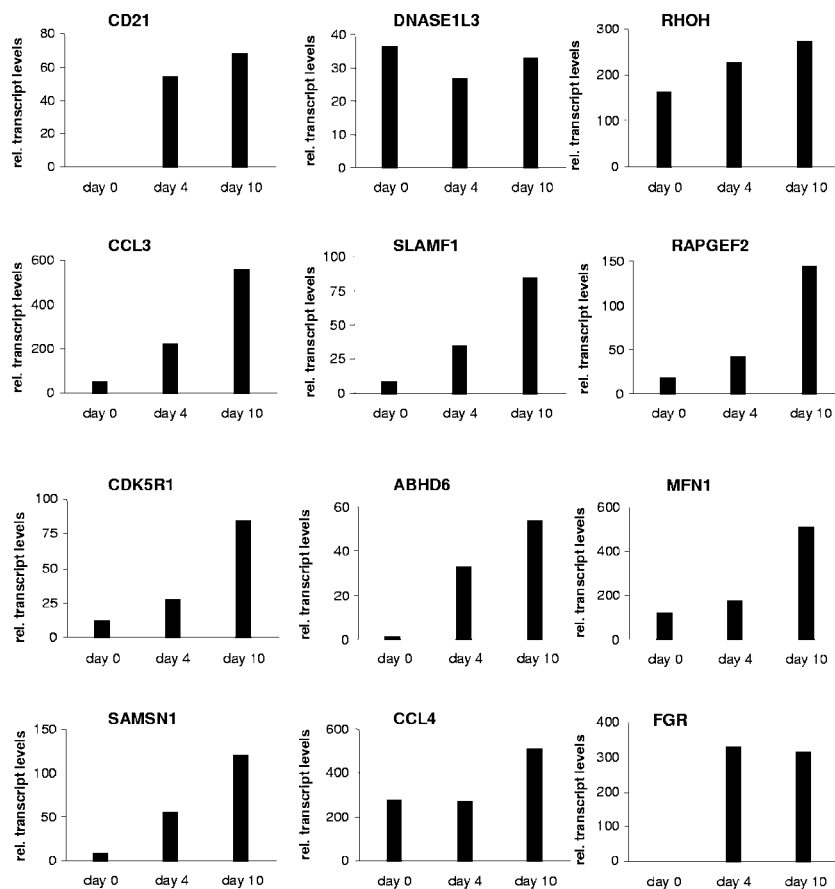 CD21
rel. transcript levels
80
60
40
20
0
day 0 day 4 day 10
DNASE1L3
rel. transcript levels
40
30
20
10
0
day 0 day 4 day 10
RHOH
rel. transcript levels
300
200
100
0
day 0 day 4 day 10
CCL3
rel. transcript levels
600
400
200
0
day 0 day 4 day 10
SLAMF1
rel. transcript levels
100
75
50
25
0
day 0 day 4 day 10
RAPGEF2
rel. transcript levels
150
100
50
0
day 0 day 4 day 10
CDK5R1
rel. transcript levels
100
75
50
25
0
day 0 day 4 day 10
ABHD6
rel. transcript levels
60
40
20
0
day 0 day 4 day 10
MFN1
rel. transcript levels
600
400
200
0
day 0 day 4 day 10
SAMSN1
rel. transcript levels
150
100
50
0
day 0 day 4 day 10
CCL4
rel. transcript levels
600
400
200
0
day 0 day 4 day 10
FGR
rel. transcript levels
400
300
200
100
0
day 0 day 4 day 10